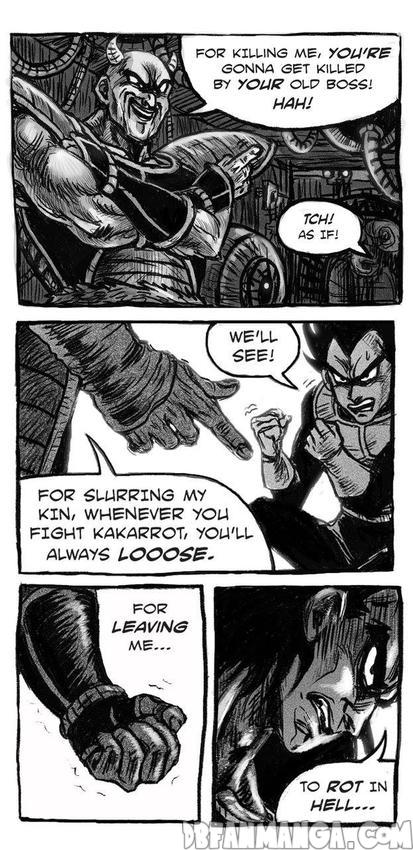 FOR KILLING ME, YOU'RE
GONNA GET KILLED
BY YOUR OLD BOSS!
HAH!
TCH!
AS IF!
WE'LL
SEE!
FOR SLURRING MY
KIN, WHENEVER YOU
FIGHT KAKARROT, YOU'LL
ALWAYS LOOOSE.
FOR
LEAVING
ME...
TO ROT IN
HELL...
DBFANMANGA.COM